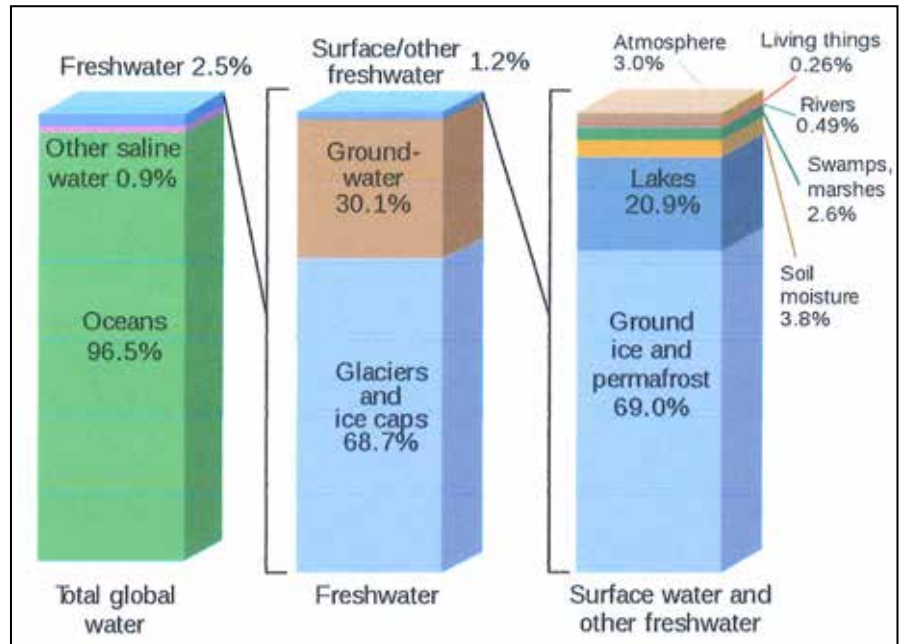 Freshwater 2.5%
Other saline
water 0.9%
Oceans
96.5%
Total global
water
Surface/other
freshwater
1.2%
Ground-
water
30.1%
Glaciers
and
ice caps
68.7%
Freshwater
Atmosphere
3.0%
Living things
0.26%
Rivers
0.49%
Swamps,
marshes
2.6%
Soil
moisture
3.8%
Lakes
20.9%
Ground
ice and
permafrost
69.0%
Surface water and
other freshwater